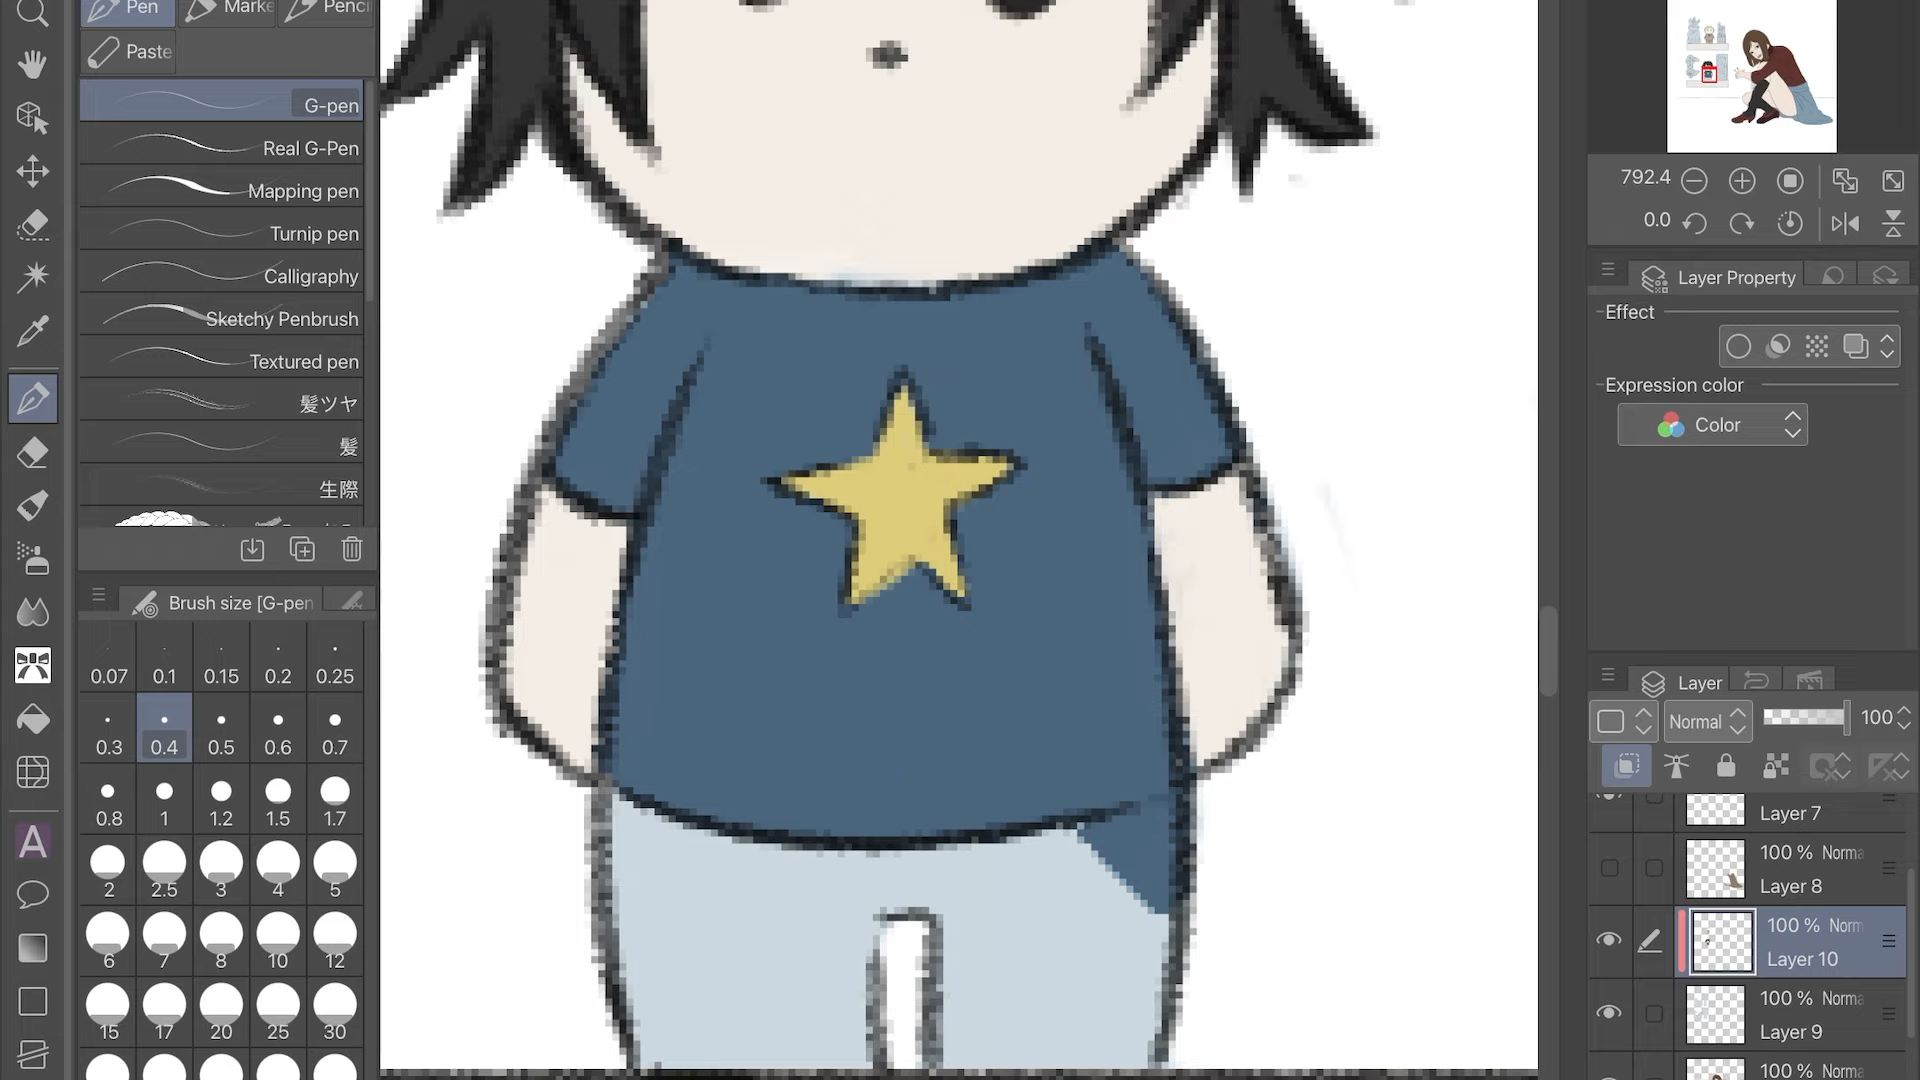 Pen
Marke
Penci
Paste
G-pen
Real G-Pen
Mapping pen
Turnip pen
Calligraphy
Sketchy Penbrush
Textured pen
髪ツヤ
髪
生際
Brush size [G-pen
0.07 0.1 0.15 0.2 0.25
0.3 0.4 0.5 0.6 0.7
0.8 1 1.2 1.5 1.7
2 2.5 3 4 5
6 7 8 10 12
15 17 20 25 30
A
792.4
0.0
Layer Property
Effect
Expression color
Color
Layer
Normal 100
Layer 7
100 % Norma
Layer 8
100 % Norm
Layer 10
100 % Norma
Layer 9
100 % Norma